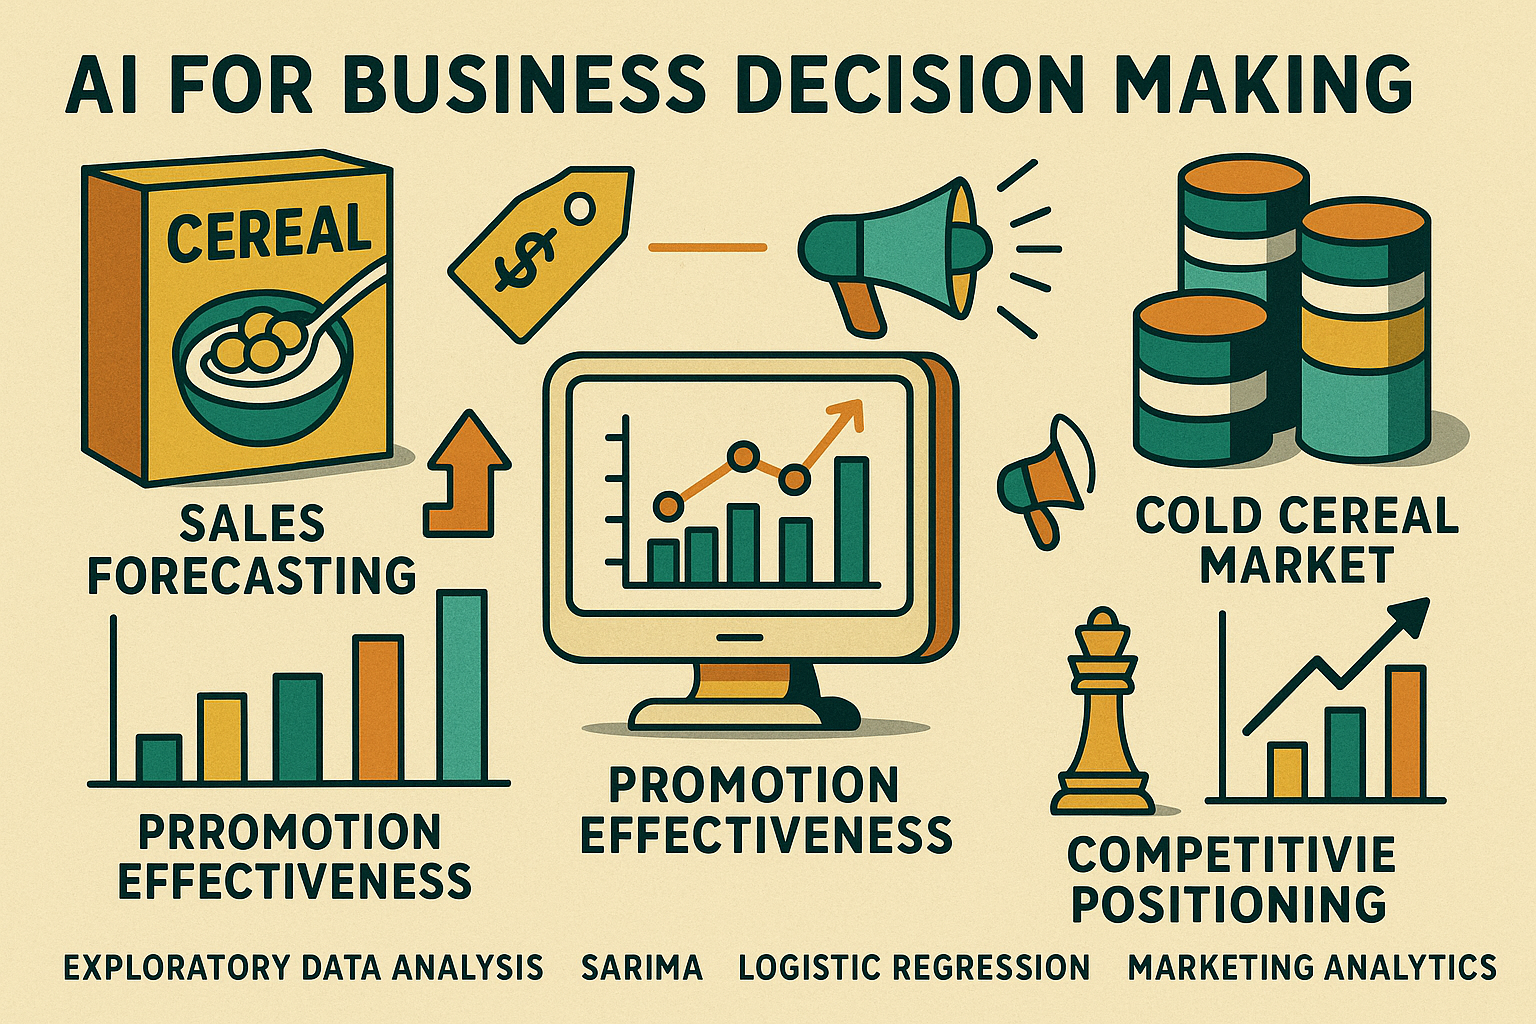 AI FOR BUSINESS DECISION MAKING
CEREAL
$
SALES
FORECASTING
COLD CEREAL
MARKET
PRROMOTION
EFFECTIVENESS
PROMOTION
EFFECTIVENESS
COMPETITIVIE
POSITIONING
EXPLORATORY DATA ANALYSIS SARIMA LOGISTIC REGRESSION MARKETING ANALYTICS